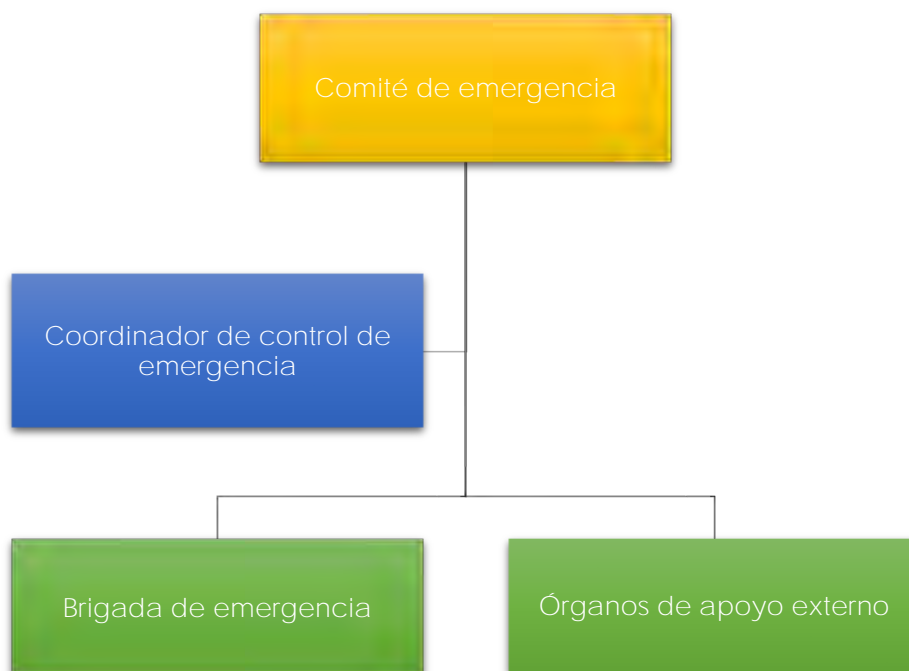 Comité de emergencia
Coordinador de control de
emergencia
Brigada de emergencia
Órganos de apoyo externo